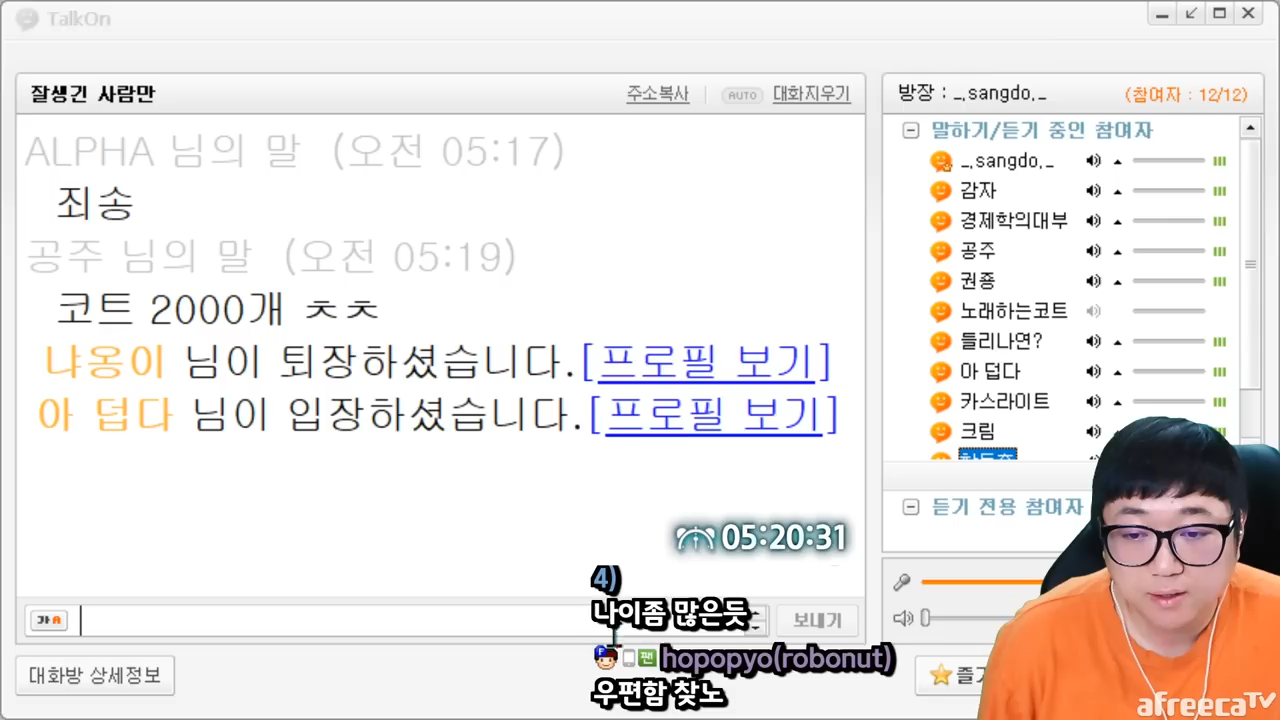 TalkOn
잘생긴 사람만
주소복사
AUTO
대화지우기
ALPHA 님의 말 (오전 05:17)
죄송
공주 님의 말 (오전 05:19)
코트 2000개 ㅊㅊ
냐옹이 님이 퇴장하셨습니다.[프로필 보기]
아 덥다 님이 입장하셨습니다.[프로필 보기]
05:20:31
4)
나이좀 많은듯
hopopyo(robonut)
우편함 찾노
가A
보내기
대화방 상세정보
방장 : _.sangdo._
(참여자 : 12/12)
말하기/듣기 중인 참여자
_.sangdo._
감자
경제학의대부
공주
권죵
노래하는코트
들리나연?
아 덥다
카스라이트
크림
듣기 전용 참여자
afreecaTV